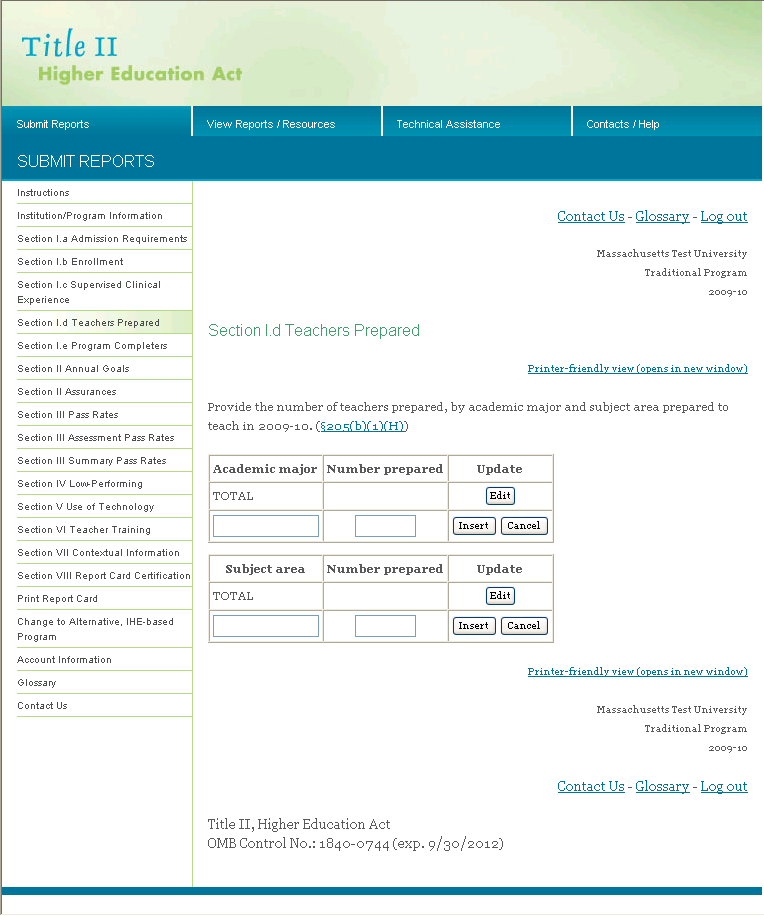 Title II
Higher Education Act
Submit Reports
View Reports / Resources
Technical Assistance
Contacts / Help
SUBMIT REPORTS
Instructions
Institution/Program Information
Section I.a Admission Requirements
Section I.b Enrollment
Section I.c Supervised Clinical
Experience
Section I.d Teachers Prepared
Section I.e Program Completers
Section II Annual Goals
Section II Assurances
Section III Pass Rates
Section III Assessment Pass Rates
Section III Summary Pass Rates
Section IV Low-Performing
Section V Use of Technology
Section VI Teacher Training
Section VII Contextual Information
Section VIII Report Card Certification
Print Report Card
Change to Alternative, IHE-based
Program
Account Information
Glossary
Contact Us
Contact Us - Glossary - Log out
Massachusetts Test University
Traditional Program
2009-10
Section I.d Teachers Prepared
Printer-friendly view (opens in new window)
Provide the number of teachers prepared, by academic major and subject area prepared to
teach in 2009-10. (§205(b)(1)(H))
Academic major Number prepared Update
TOTAL Edit
Insert Cancel
Subject area Number prepared Update
TOTAL Edit
Insert Cancel
Printer-friendly view (opens in new window)
Massachusetts Test University
Traditional Program
2009-10
Contact Us - Glossary - Log out
Title II, Higher Education Act
OMB Control No.: 1840-0744 (exp. 9/30/2012)